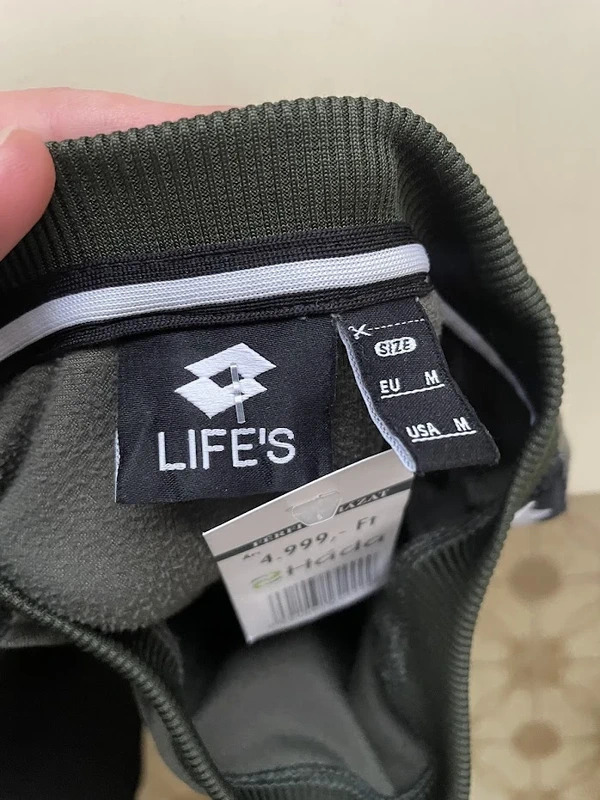 LIFE'S
SIZE
EU M
USA M
4.999,- Ft
Háda